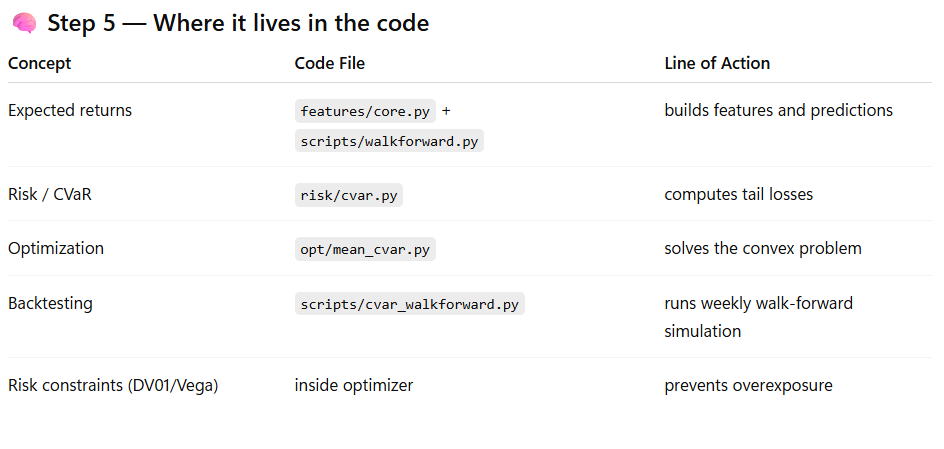 🧠 Step 5 — Where it lives in the code
Concept Code File Line of Action
Expected returns features/core.py + builds features and predictions
scripts/walkforward.py
Risk / CVaR risk/cvar.py computes tail losses
Optimization opt/mean_cvar.py solves the convex problem
Backtesting scripts/cvar_walkforward.py runs weekly walk-forward
simulation
Risk constraints (DV01/Vega) inside optimizer prevents overexposure